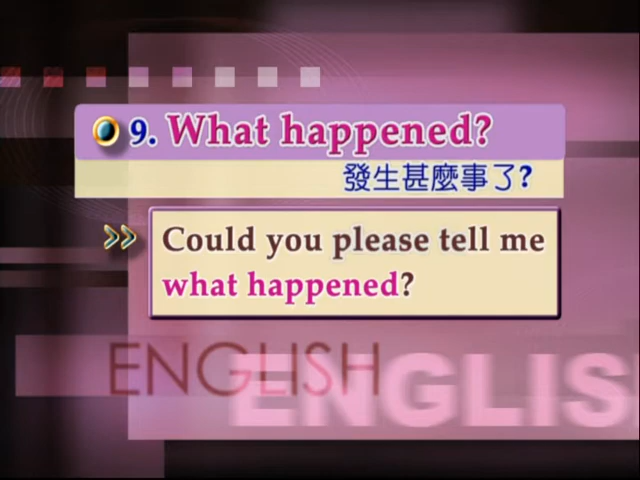 9. What happened?
發生甚麼事了?
Could you please tell me
what happened?
ENGLISH
ENGLIS